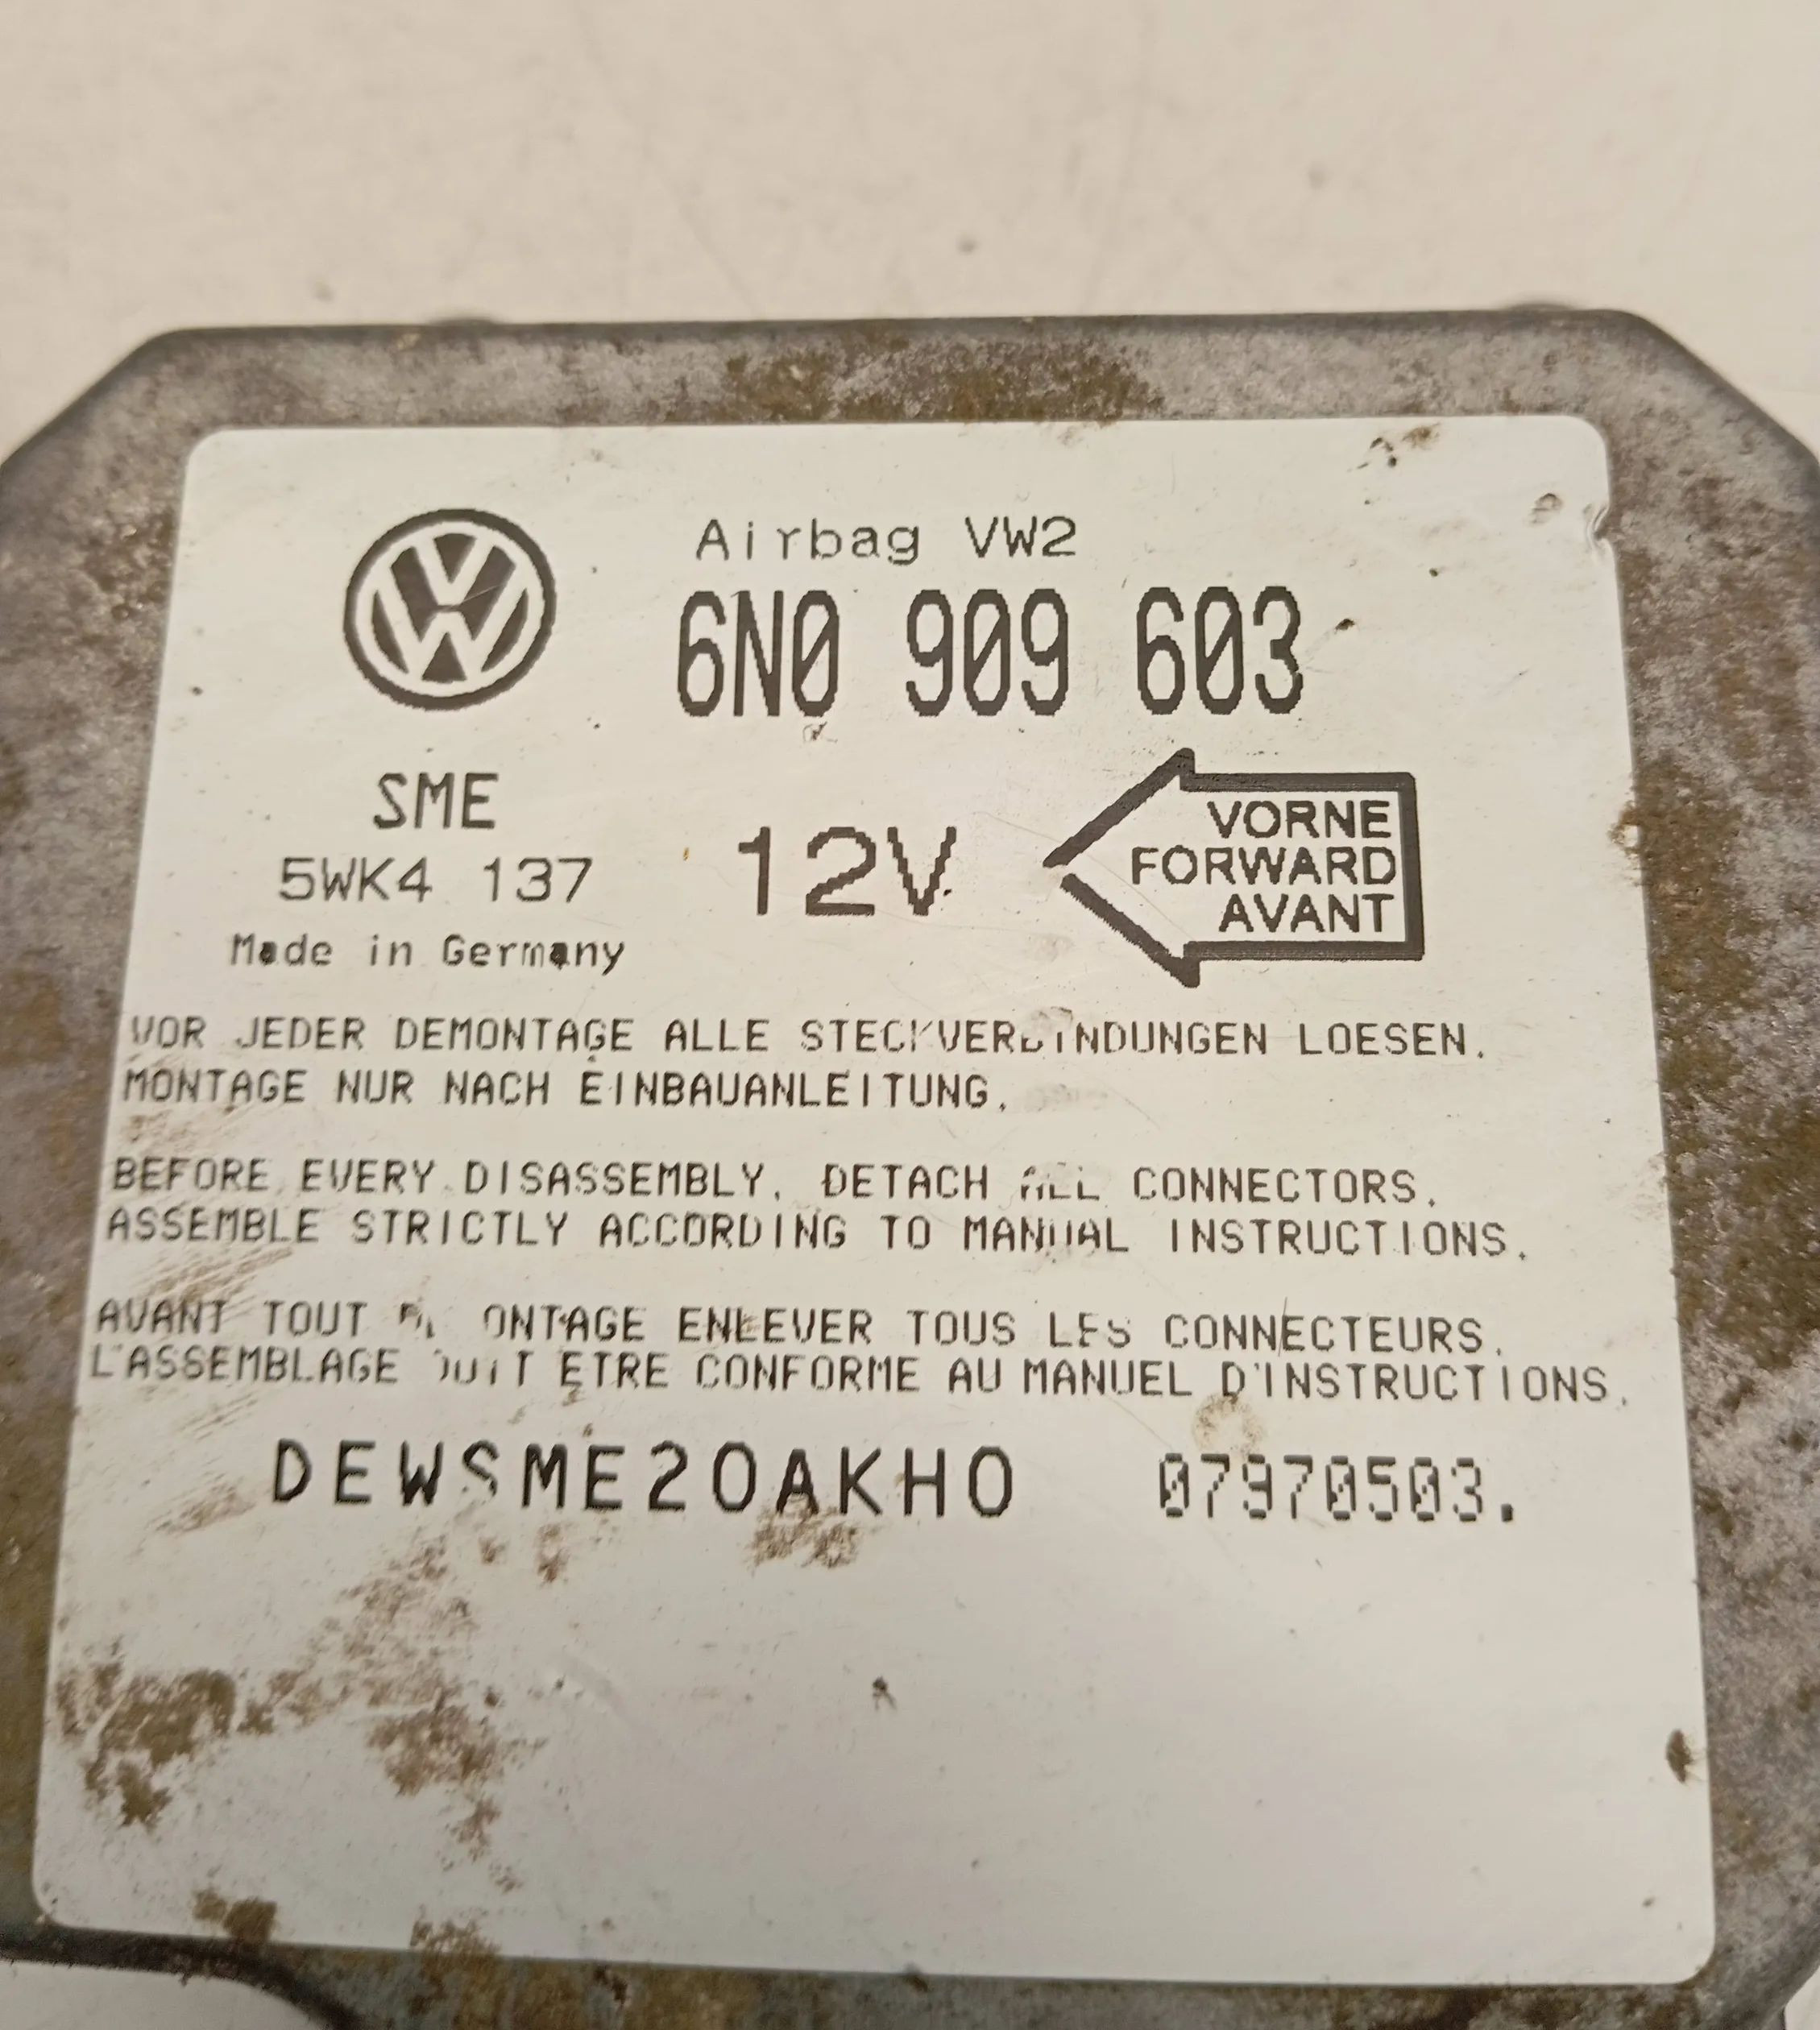 Airbag VW2
6N0 909 603
SME
5WK4 137
Made in Germany
12V
VORNE
FORWARD
AVANT
VOR JEDER DEMONTAGE ALLE STECKVERBINDUNGEN LOESEN.
MONTAGE NUR NACH EINBAUANLEITUNG.
BEFORE EVERY DISASSEMBLY, DETACH ALL CONNECTORS.
ASSEMBLE STRICTLY ACCORDING TO MANUAL INSTRUCTIONS.
AVANT TOUT DEMONTAGE ENLEVER TOUS LES CONNECTEURS.
L'ASSEMBLAGE DOIT ETRE CONFORME AU MANUEL D'INSTRUCTIONS.
DEWSME20AKH0 07970503.